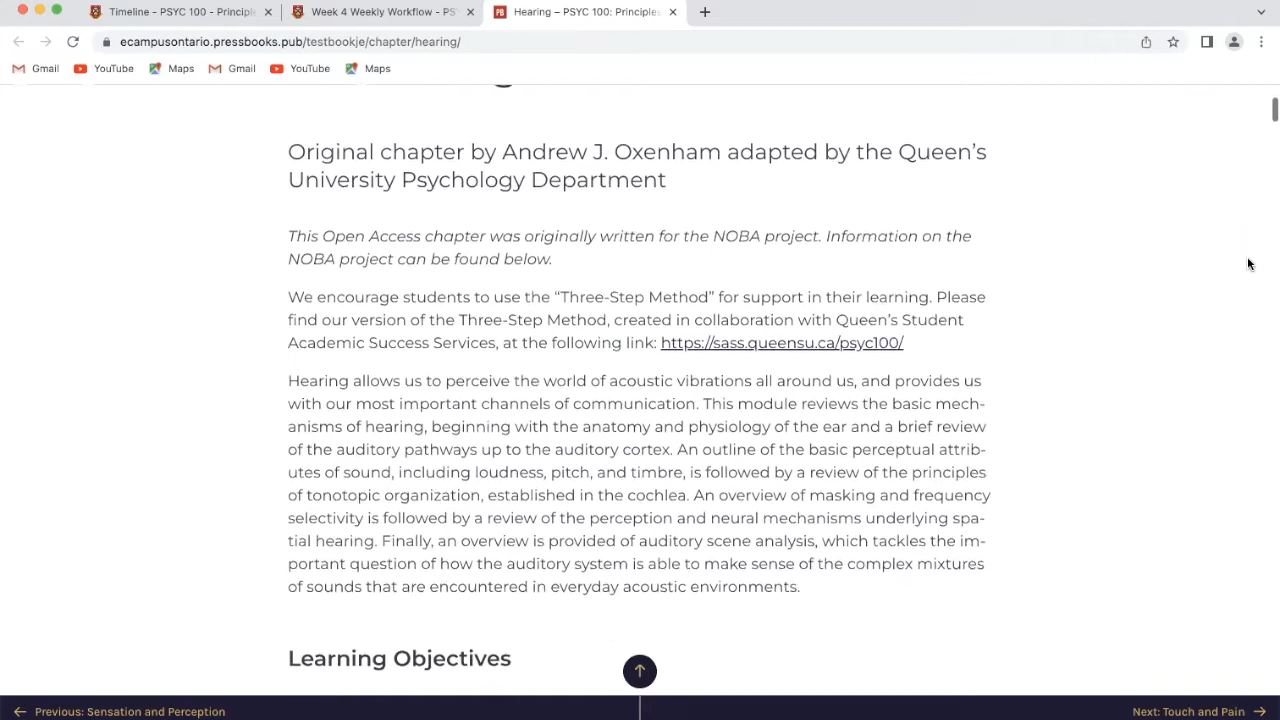 Timeline - PSYC 100 - Principle
Week 4 Weekly Workflow - PSY
Hearing – PSYC 100: Principles
ecampusontario.pressbooks.pub/testbookje/chapter/hearing/
Gmail YouTube Maps Gmail YouTube Maps
Original chapter by Andrew J. Oxenham adapted by the Queen's
University Psychology Department
This Open Access chapter was originally written for the NOBA project. Information on the
NOBA project can be found below.
We encourage students to use the “Three-Step Method” for support in their learning. Please
find our version of the Three-Step Method, created in collaboration with Queen's Student
Academic Success Services, at the following link: https://sass.queensu.ca/psyc100/
Hearing allows us to perceive the world of acoustic vibrations all around us, and provides us
with our most important channels of communication. This module reviews the basic mech-
anisms of hearing, beginning with the anatomy and physiology of the ear and a brief review
of the auditory pathways up to the auditory cortex. An outline of the basic perceptual attrib-
utes of sound, including loudness, pitch, and timbre, is followed by a review of the principles
of tonotopic organization, established in the cochlea. An overview of masking and frequency
selectivity is followed by a review of the perception and neural mechanisms underlying spa-
tial hearing. Finally, an overview is provided of auditory scene analysis, which tackles the im-
portant question of how the auditory system is able to make sense of the complex mixtures
of sounds that are encountered in everyday acoustic environments.
Learning Objectives
Previous: Sensation and Perception
Next: Touch and Pain